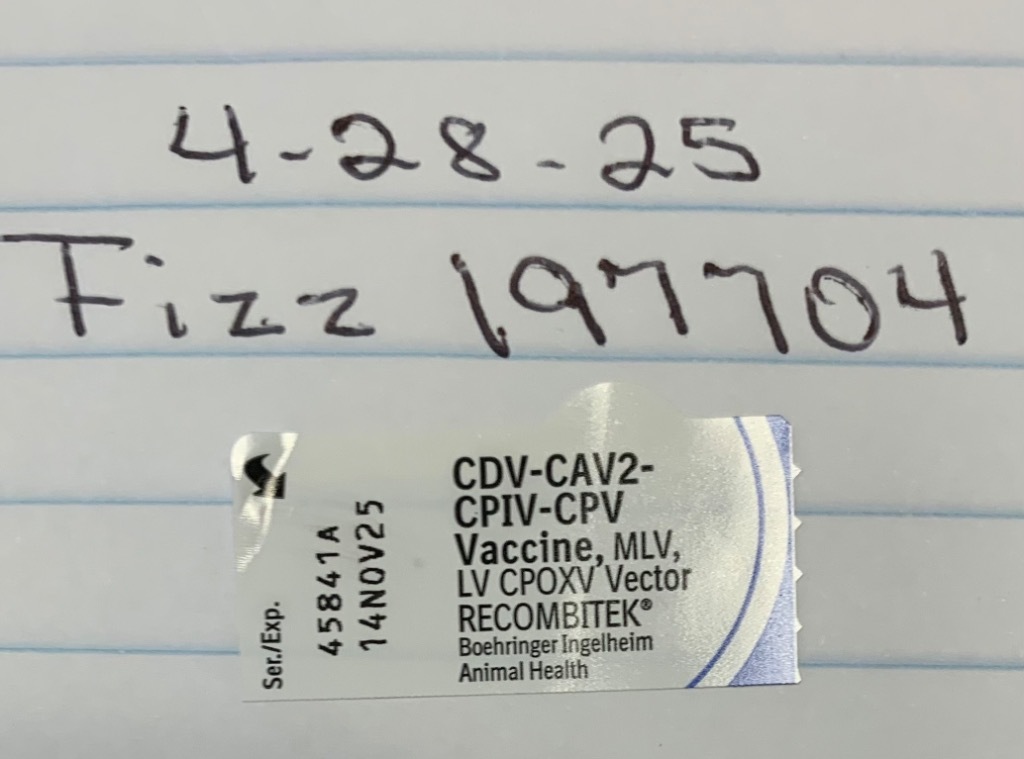 4-28-25
Fizz 197704
CDV-CAV2-
CPIV-CPV
Vaccine, MLV,
LV CPOXV Vector
RECOMBITEK®
Boehringer Ingelheim
Animal Health
Ser./Exp.
45841A
14NOV25